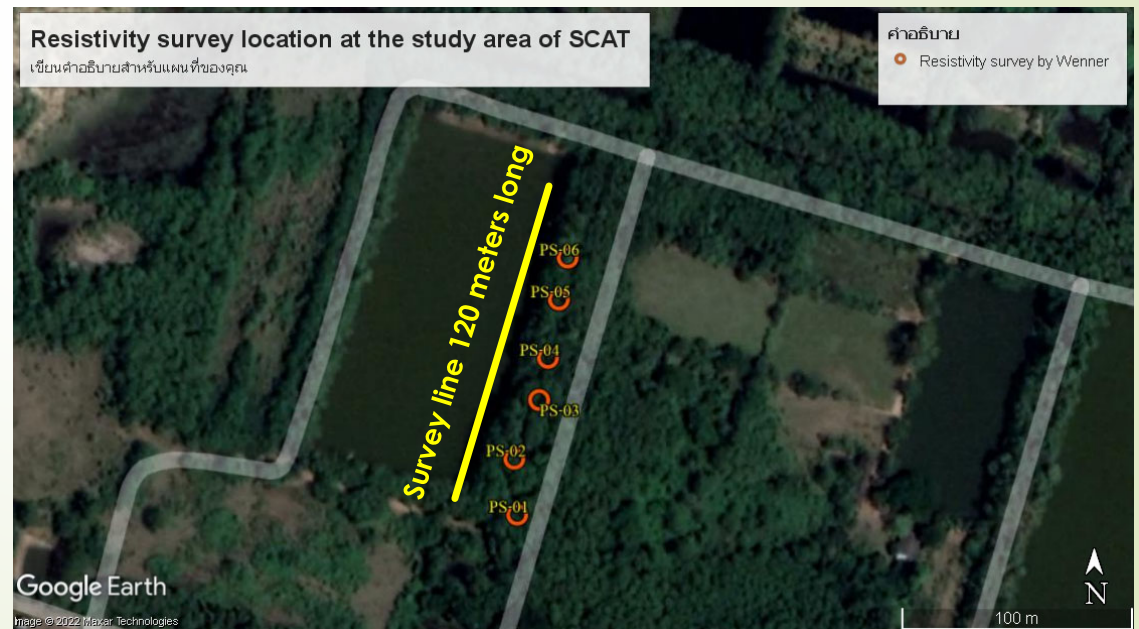 Resistivity survey location at the study area of SCAT
เขียนคำอธิบายสำหรับแผนที่ของคุณ
คำอธิบาย
Resistivity survey by Wenner
Survey line 120 meters long
PS-06
PS-05
PS-04
PS-03
PS-02
PS-01
Google Earth
Image © 2022 Maxar Technologies
N
100 m